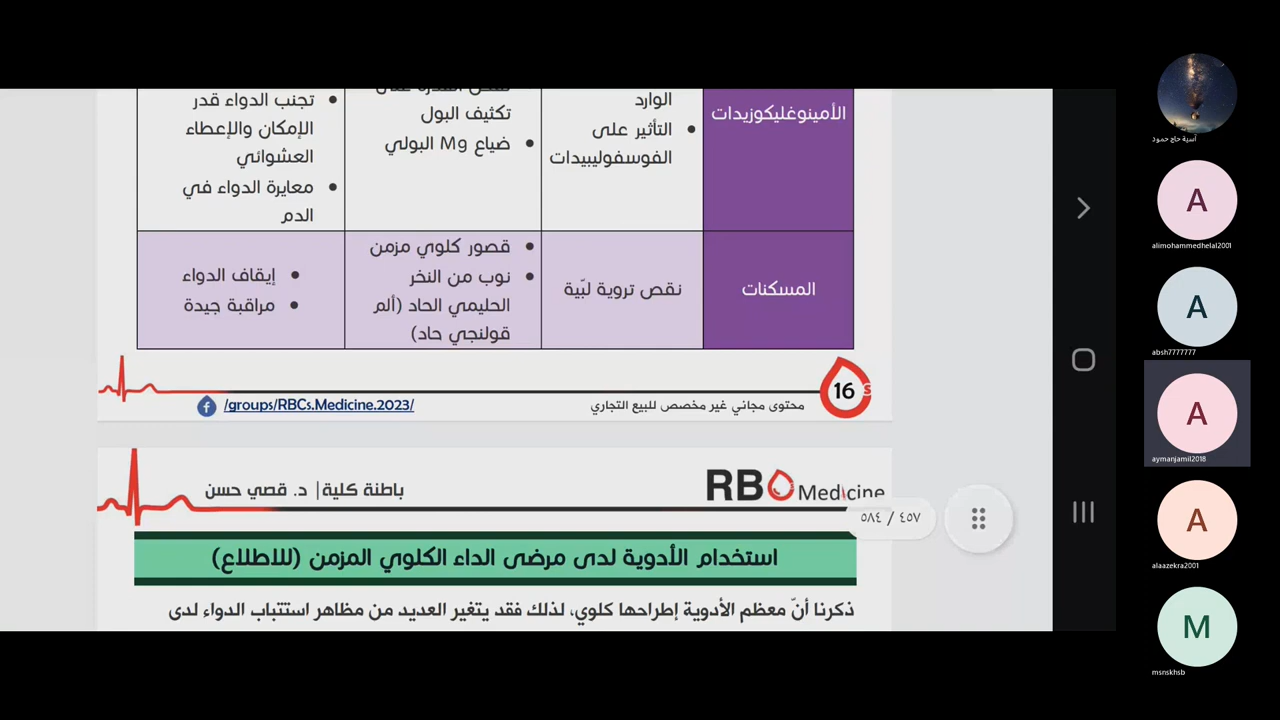 الأمينوغليكوزيدات
الوارد
• التأثير على
الفوسفوليبيدات
تكثيف البول
• ضياع Mg البولي
• تجنب الدواء قدر
الإمكان والإعطاء
العشوائي
• معايرة الدواء في
الدم
المسكنات
نقص تروية لبّية
• قصور كلوي مزمن
• نوب من النخر
الحليمي الحاد (ألم
قولنجي حاد)
• إيقاف الدواء
• مراقبة جيدة
16
محتوى مجاني غير مخصص للبيع التجاري
/groups/RBCs.Medicine.2023/
RB Medicine
باطنة كلية| د. قصي حسن
٤٥٧ / ٥٨٤
استخدام الأدوية لدى مرضى الداء الكلوي المزمن (للاطلاع)
ذكرنا أنّ معظم الأدوية إطراحها كلوي، لذلك فقد يتغير العديد من مظاهر استتباب الدواء لدى
آسية حاج حمود
A
alimohammedhelal2001
A
absh7777777
A
aymanjamil2018
A
alaazekra2001
M
msnskhsb